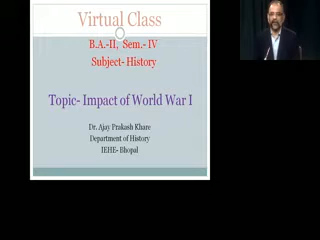 Virtual Class
B.A.-II, Sem.- IV
Subject- History
Topic- Impact of World War I
Dr. Ajay Prakash Khare
Department of History
IEHE- Bhopal